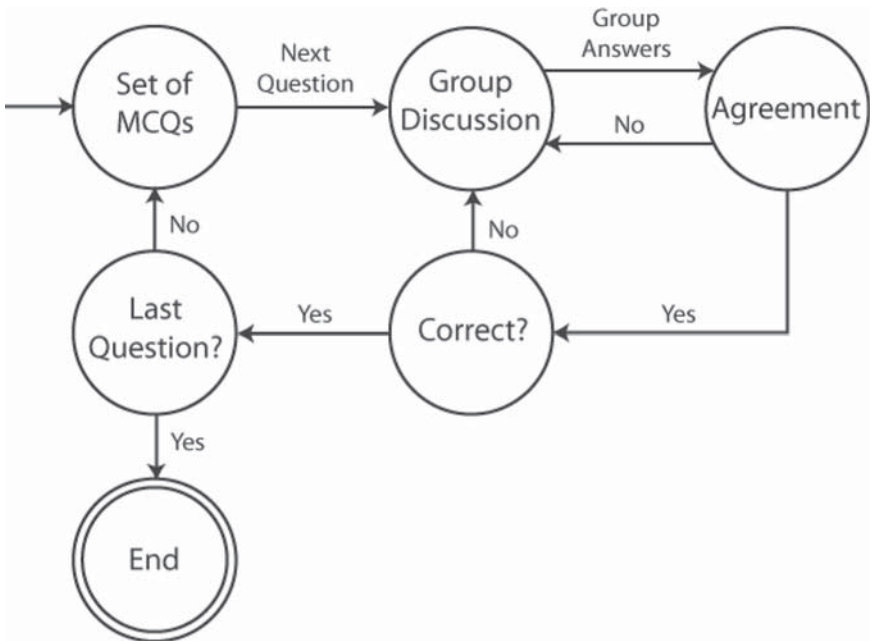 Set of
MCQs
Next
Question
Group
Discussion
Group
Answers
No
Agreement
No
No
Last
Question?
Yes
Correct?
Yes
Yes
End